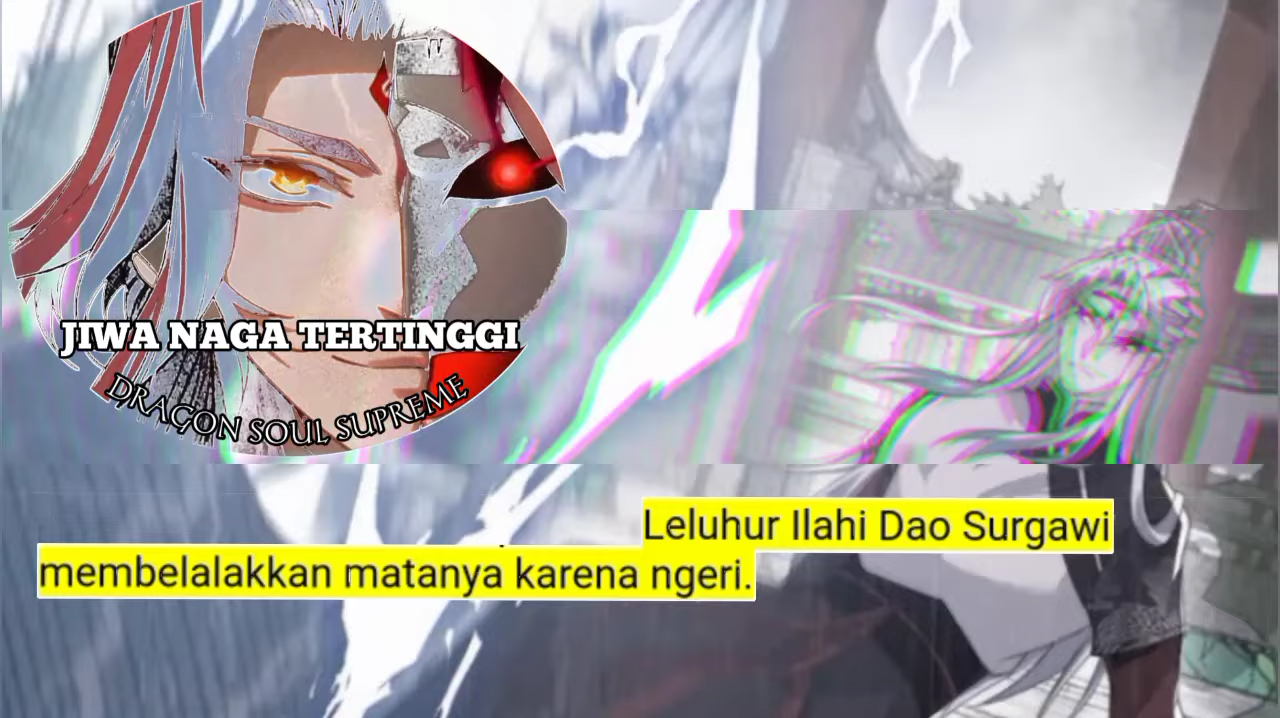 JIWA NAGA TERTINGGI
DRAGON SOUL SUPREME
Leluhur Ilahi Dao Surgawi
membelalakkan matanya karena ngeri.